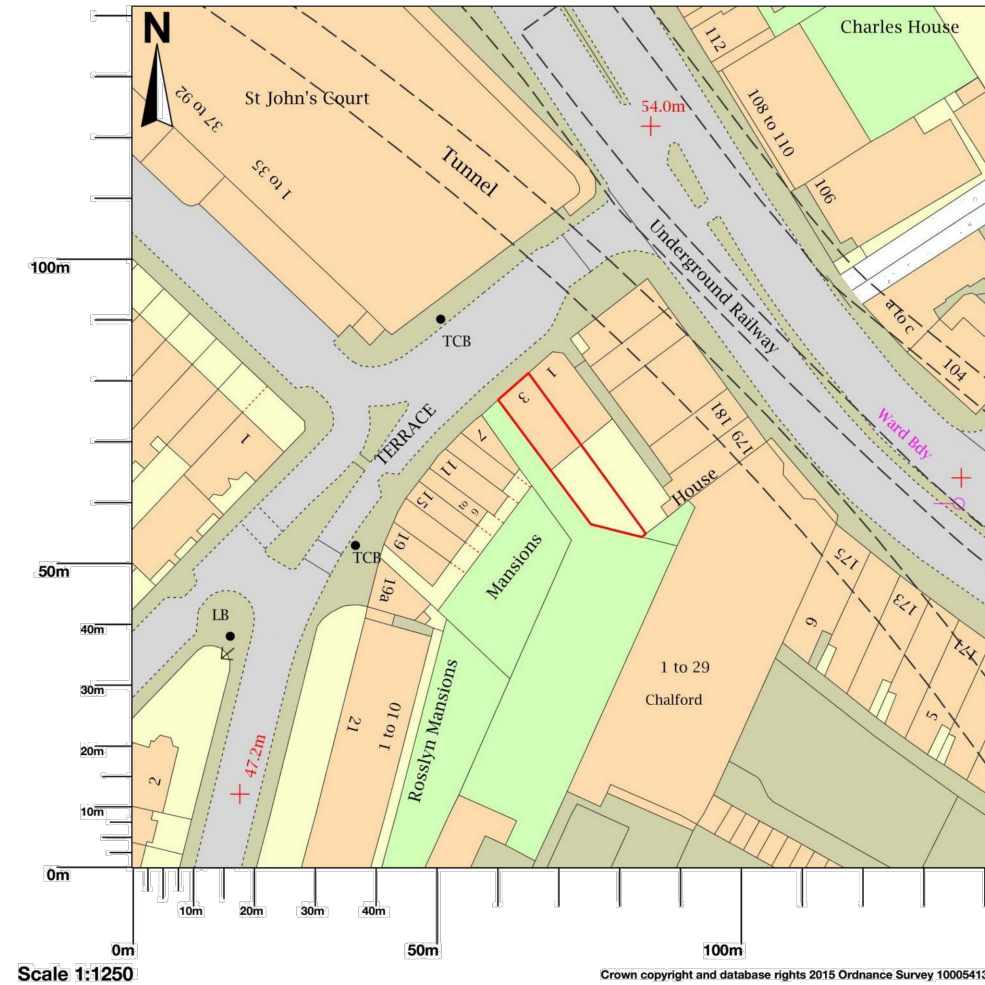 N
Charles House
112
St John's Court
37 to 92
54.0m
108 to 110
Tunnel
1 to 35
106
Underground Railway
100m
a to c
TCB
104
1
3
TERRACE
181
179
Ward Bdy
1
7
11
House
15
9
19
TCB
Mansions
175
50m
19a
173
LB
6
171
40m
1 to 29
Chalford
30m
Rosslyn Mansions
21
1 to 10
5
20m
47.2m
2
10m
0m
10m
20m
30m
40m
0m
50m
100m
Scale 1:1250
Crown copyright and database rights 2015 Ordnance Survey 10005413